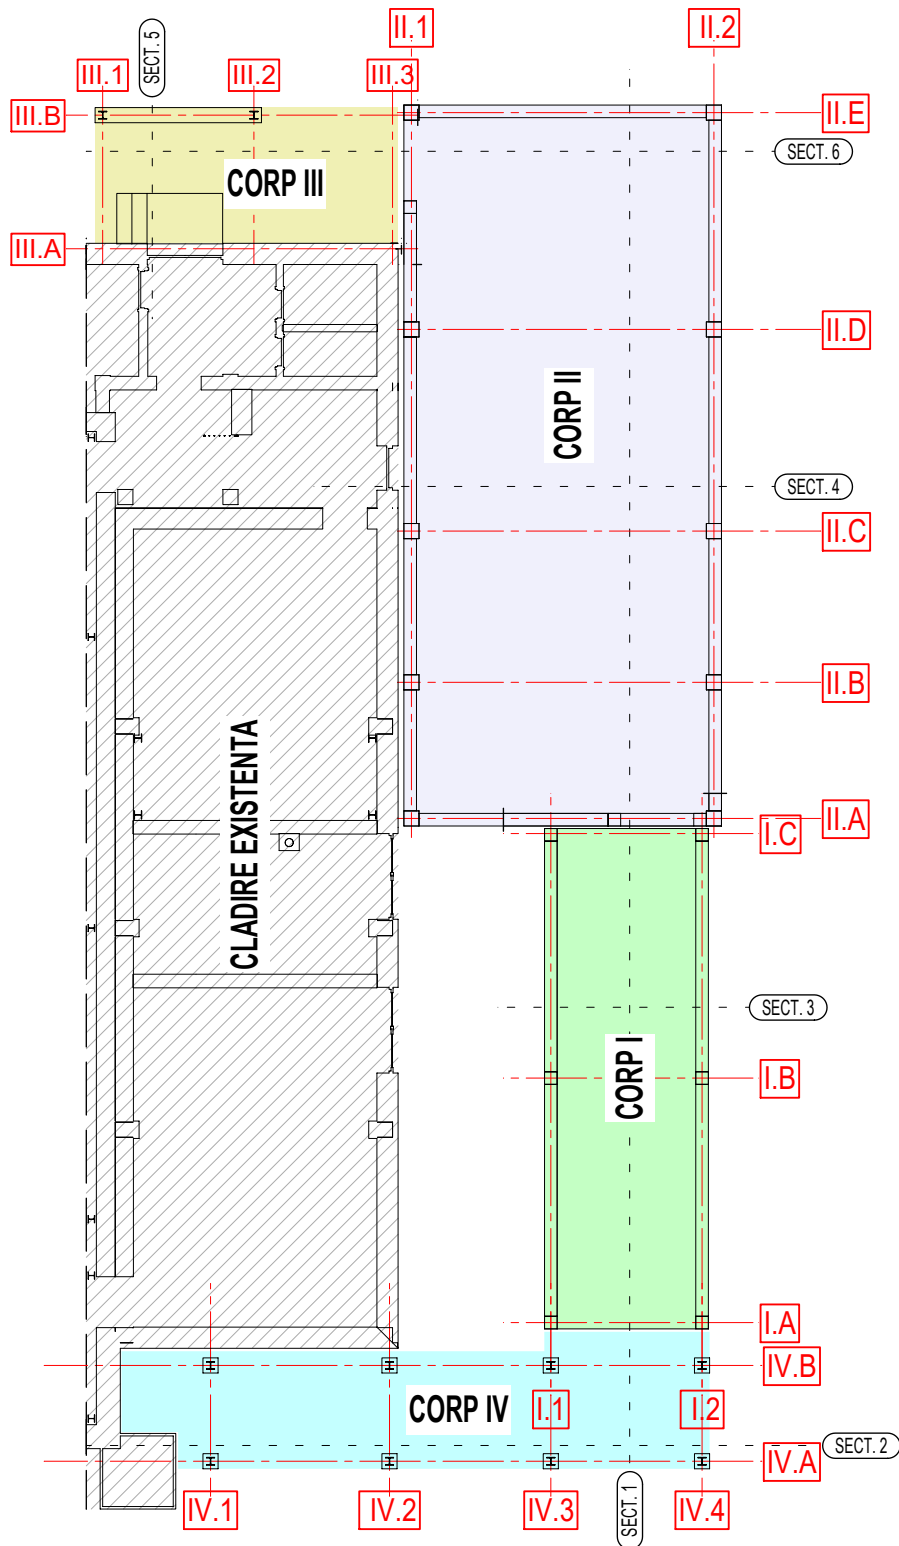 II.1
II.2
SECT. 5
III.1
III.2
III.3
III.B
II.E
SECT. 6
CORP III
III.A
II.D
CORP II
SECT. 4
II.C
II.B
CLADIRE EXISTENTA
II.A
I.C
SECT. 3
CORP I
I.B
I.A
IV.B
CORP IV
I.1
I.2
SECT. 2
IV.A
IV.1
IV.2
IV.3
SECT. 1
IV.4